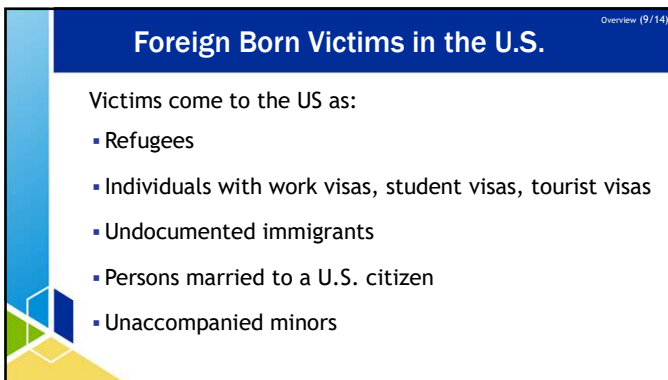 Overview (9/14)
Foreign Born Victims in the U.S.
Victims come to the US as:
▪ Refugees
▪ Individuals with work visas, student visas, tourist visas
▪ Undocumented immigrants
▪ Persons married to a U.S. citizen
▪ Unaccompanied minors